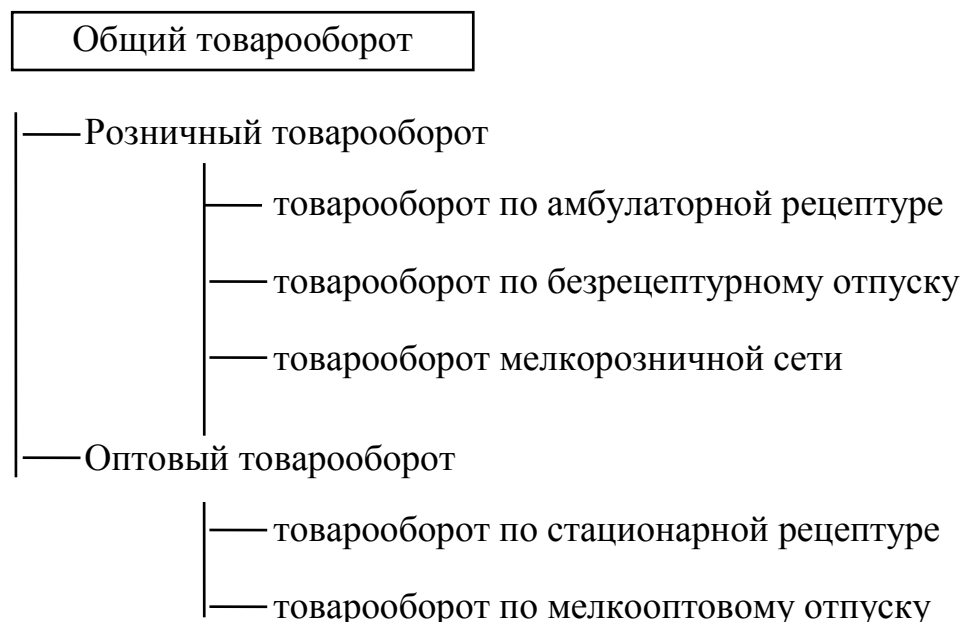 Общий товарооборот
Розничный товарооборот
товарооборот по амбулаторной рецептуре
товарооборот по безрецептурному отпуску
товарооборот мелкорозничной сети
Оптовый товарооборот
товарооборот по стационарной рецептуре
товарооборот по мелкооптовому отпуску